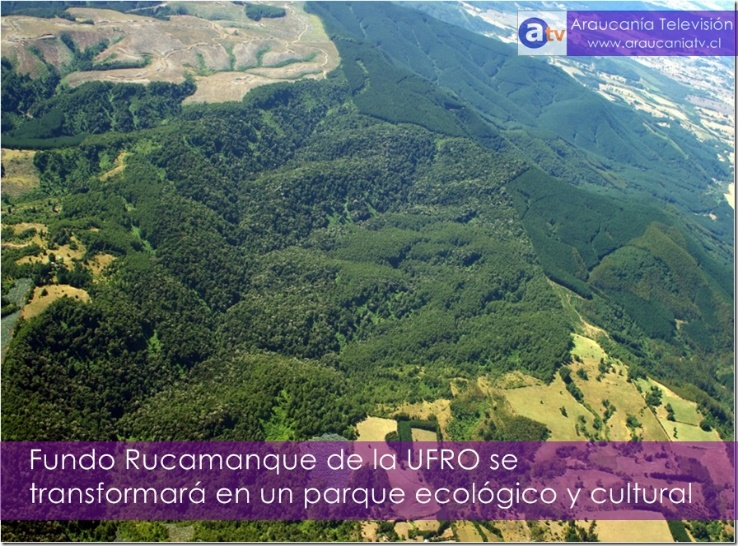 atv
Araucanía Televisión
www.araucaniatv.cl
Fundo Rucamanque de la UFRO se
transformará en un parque ecológico y cultural